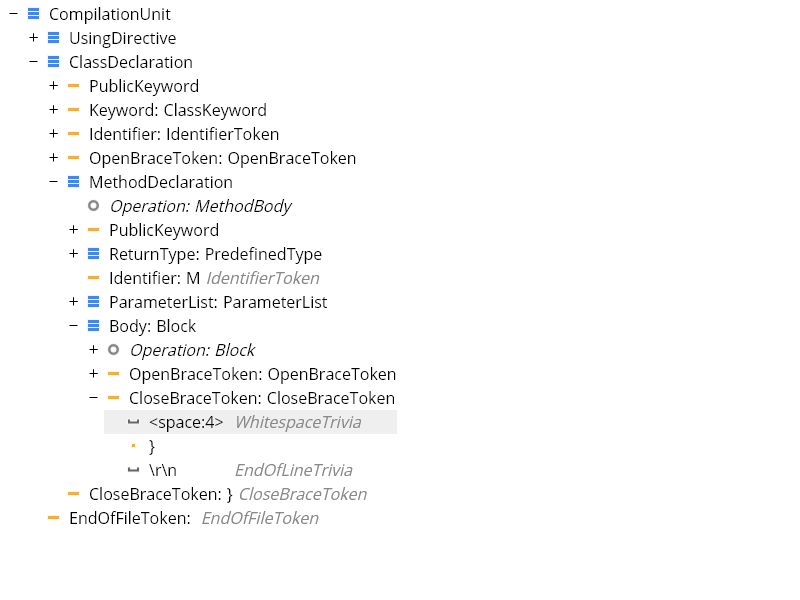 CompilationUnit
UsingDirective
ClassDeclaration
PublicKeyword
Keyword: ClassKeyword
Identifier: IdentifierToken
OpenBraceToken: OpenBraceToken
MethodDeclaration
Operation: MethodBody
PublicKeyword
ReturnType: PredefinedType
Identifier: M IdentifierToken
ParameterList: ParameterList
Body: Block
Operation: Block
OpenBraceToken: OpenBraceToken
CloseBraceToken: CloseBraceToken
<space:4> WhitespaceTrivia
}
\r\n EndOfLineTrivia
CloseBraceToken: } CloseBraceToken
EndOfFileToken: EndOfFileToken